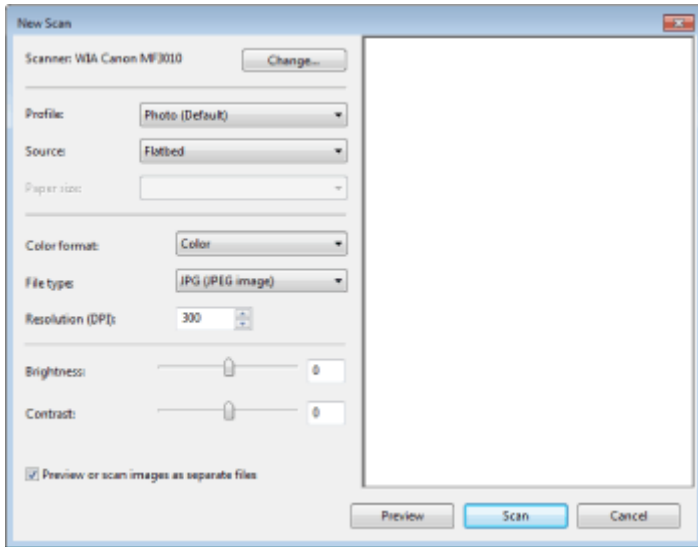 New Scan
Scanner: WIA Canon MF3010
Change...
Profile: Photo (Default)
Source: Flatbed
Paper size:
Color format: Color
File type: JPG (JPEG image)
Resolution (DPI): 300
Brightness: 0
Contrast: 0
Preview or scan images as separate files
Preview Scan Cancel